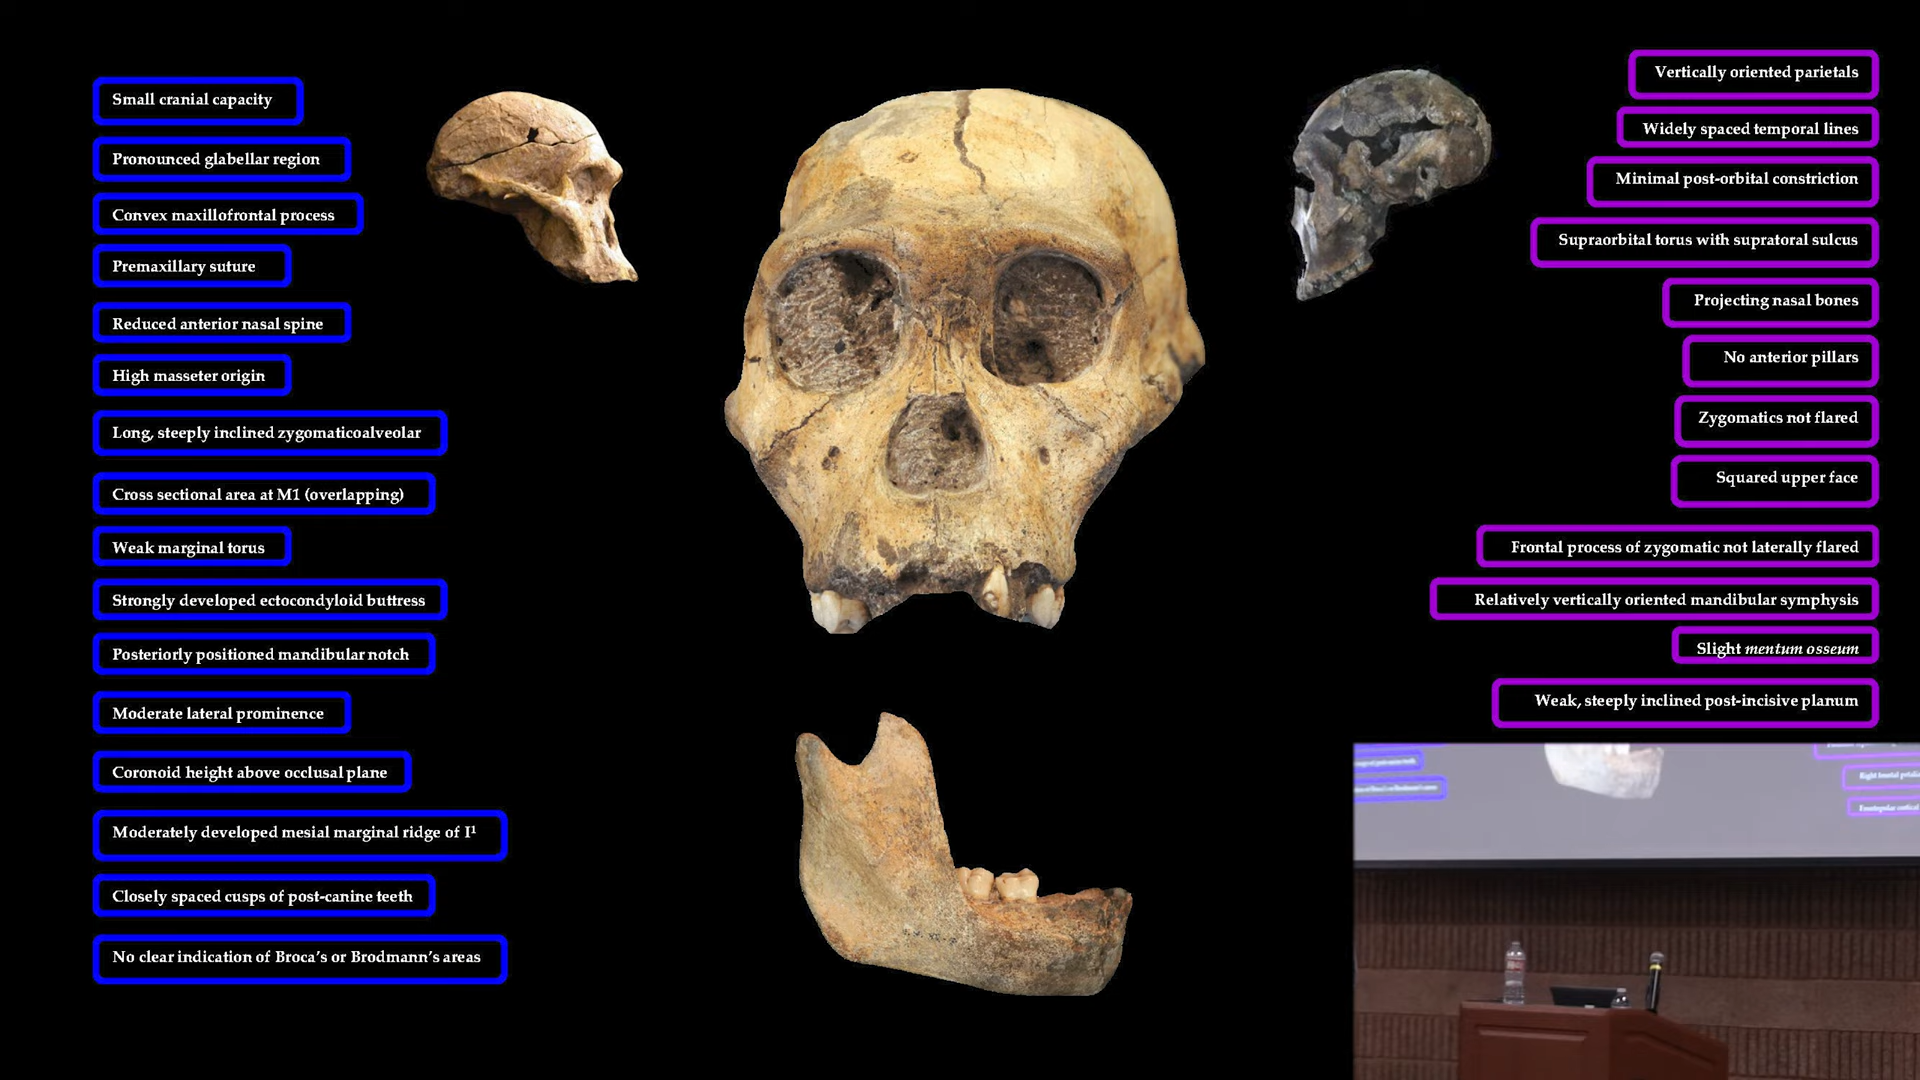 Small cranial capacity
Pronounced glabellar region
Convex maxillofrontal process
Premaxillary suture
Reduced anterior nasal spine
High masseter origin
Long, steeply inclined zygomaticoalveolar
Cross sectional area at M1 (overlapping)
Weak marginal torus
Strongly developed ectocondyloid buttress
Posteriorly positioned mandibular notch
Moderate lateral prominence
Coronoid height above occlusal plane
Moderately developed mesial marginal ridge of I¹
Closely spaced cusps of post-canine teeth
No clear indication of Broca's or Brodmann's areas
Vertically oriented parietals
Widely spaced temporal lines
Minimal post-orbital constriction
Supraorbital torus with supratoral sulcus
Projecting nasal bones
No anterior pillars
Zygomatics not flared
Squared upper face
Frontal process of zygomatic not laterally flared
Relatively vertically oriented mandibular symphysis
Slight mentum osseum
Weak, steeply inclined post-incisive planum
Right frontal